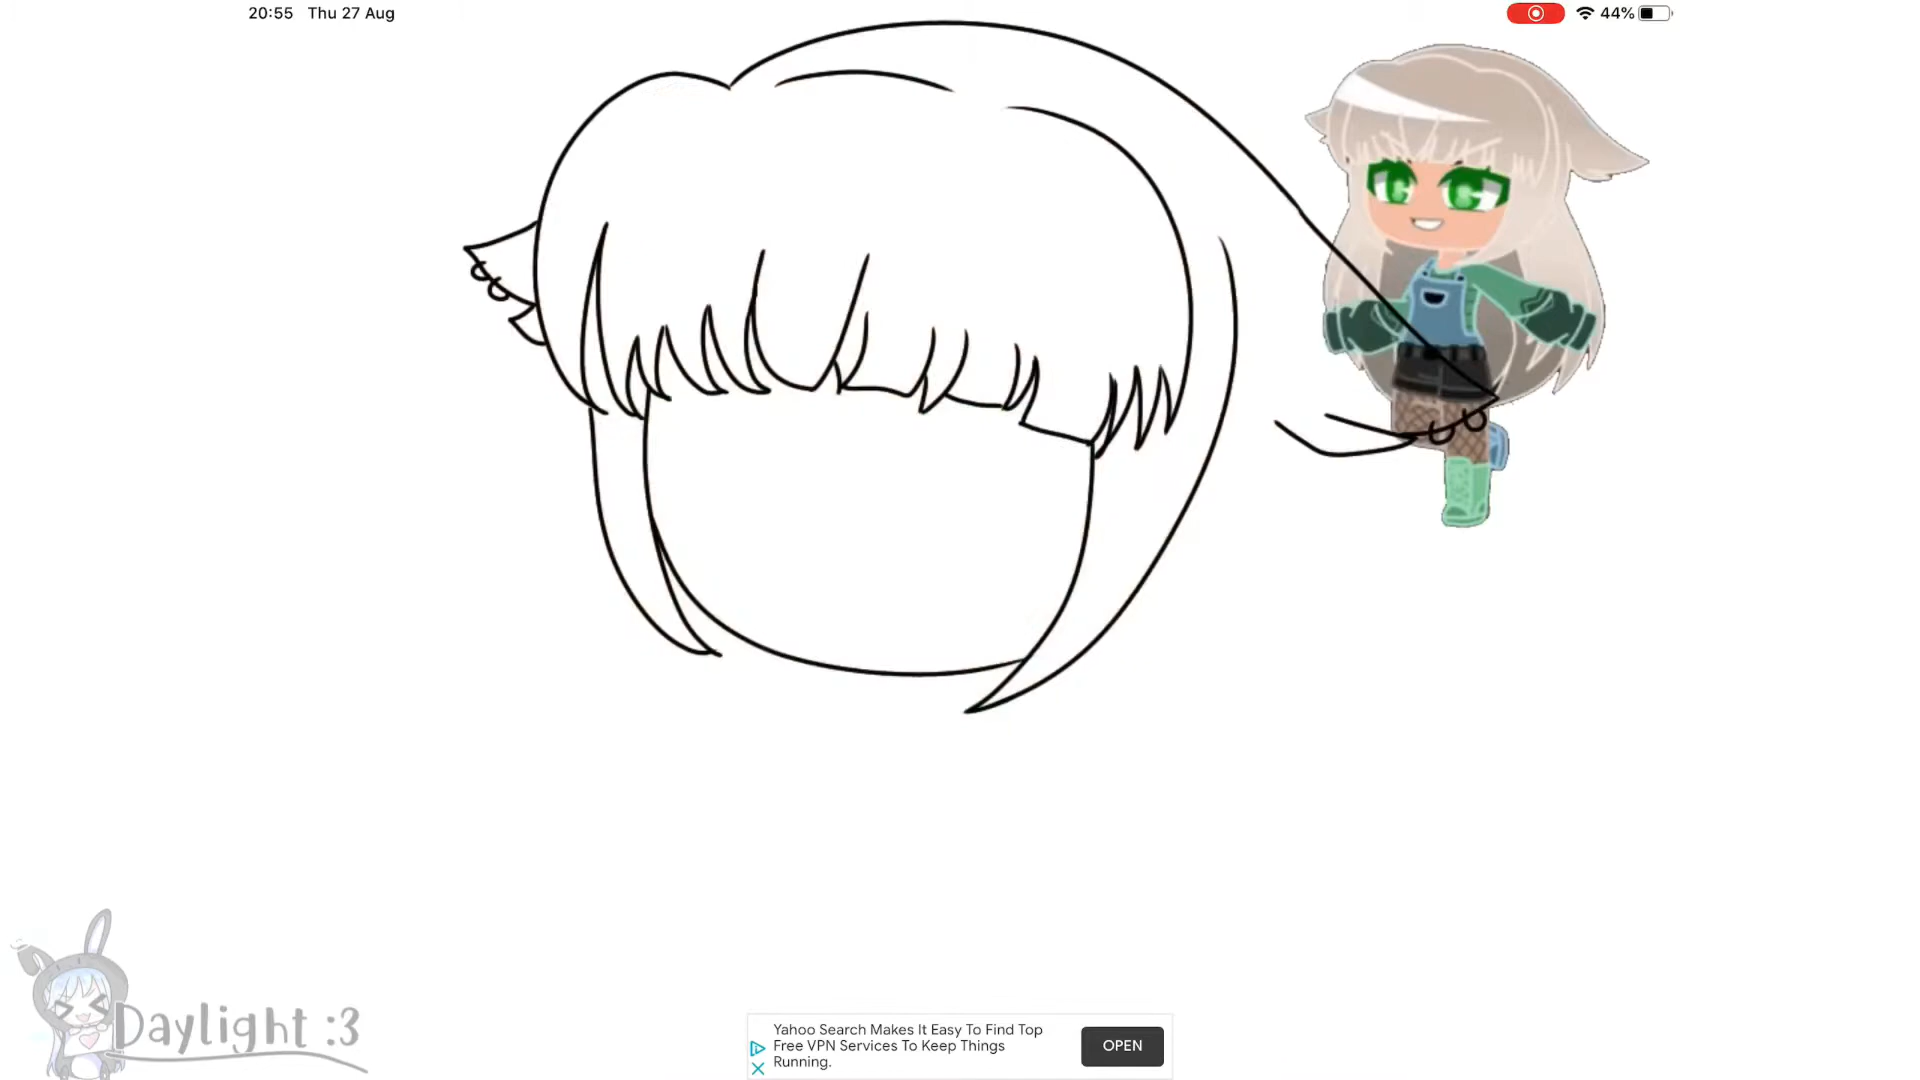 20:55 Thu 27 Aug
44%
Daylight :3
Yahoo Search Makes It Easy To Find Top
Face VPN Services To Keep Things
Running.
OPEN